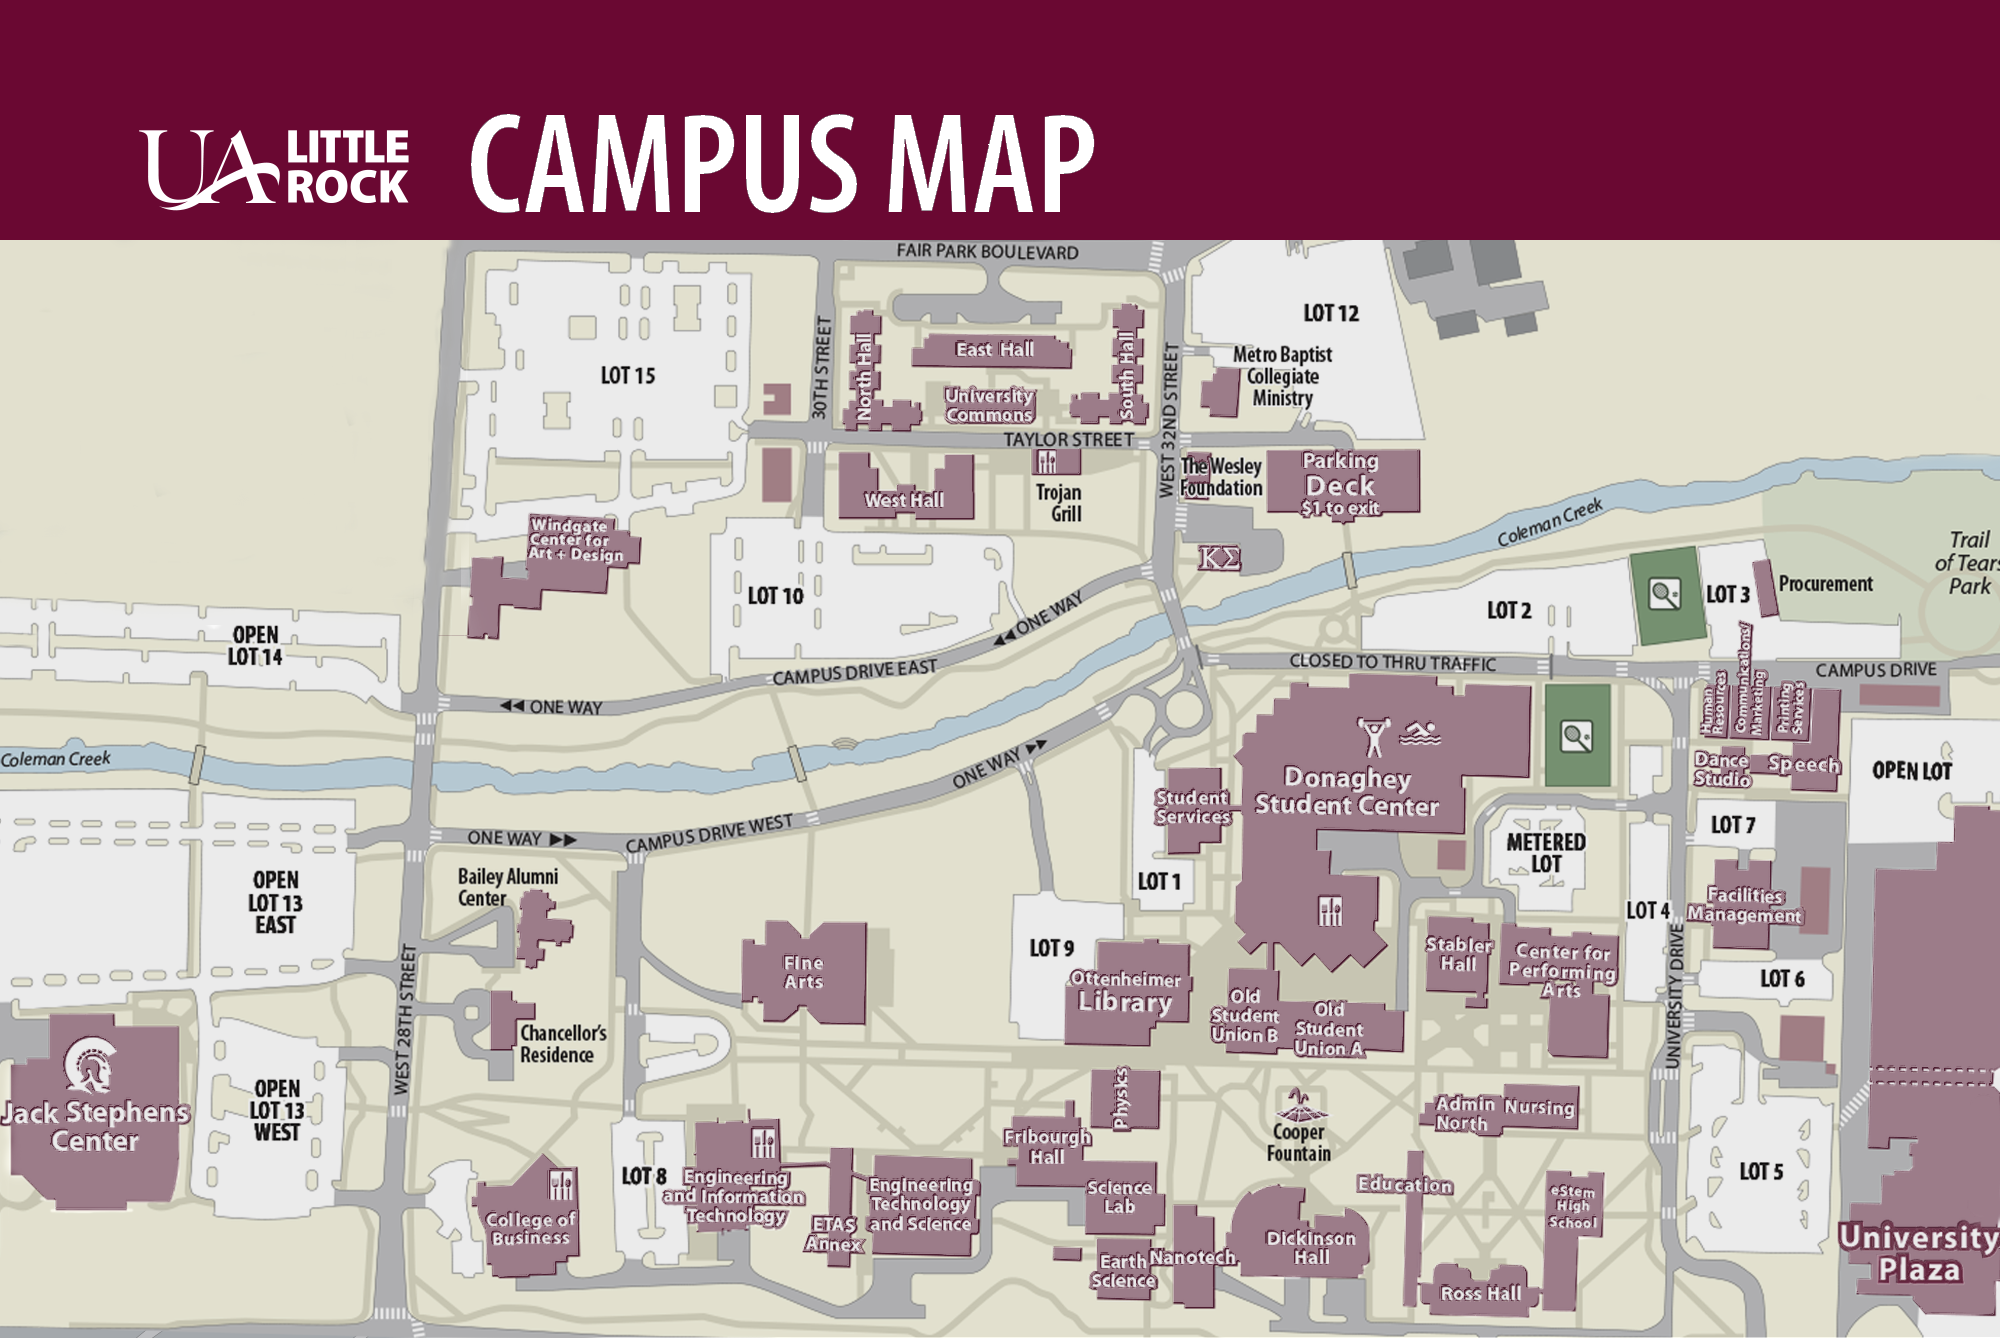 UA LITTLE
ROCK
CAMPUS MAP
FAIR PARK BOULEVARD
LOT 15
30TH STREET
North Hall
East Hall
University
Commons
South Hall
WEST 32ND STREET
LOT 12
Metro Baptist
Collegiate
Ministry
TAYLOR STREET
West Hall
Trojan
Grill
The Wesley
Foundation
Parking
Deck
$1 to exit
ΚΣ
Coleman Creek
Trail
of Tears
Park
Windgate
Center for
Art + Design
LOT 10
ONE WAY
LOT 2
LOT 3
Procurement
OPEN
LOT 14
CAMPUS DRIVE EAST
ONE WAY
CLOSED TO THRU TRAFFIC
CAMPUS DRIVE
Human
Resources
Communications/
Marketing
Printing
Services
Coleman Creek
ONE WAY
Donaghey
Student Center
Dance
Studio
Speech
OPEN LOT
Student
Services
ONE WAY
CAMPUS DRIVE WEST
METERED
LOT
LOT 7
OPEN
LOT 13
EAST
Bailey Alumni
Center
LOT 1
LOT 4
Facilities
Management
WEST 28TH STREET
Fine
Arts
LOT 9
Ottenheimer
Library
Old
Student
Union B
Old
Student
Union A
Stabler
Hall
Center for
Performing
Arts
UNIVERSITY DRIVE
LOT 6
Chancellor's
Residence
Jack Stephens
Center
OPEN
LOT 13
WEST
Physics
Cooper
Fountain
Admin
North
Nursing
Fribourgh
Hall
LOT 8
Engineering
and Information
Technology
ETAS
Annex
Engineering
Technology
and Science
Science
Lab
Education
eStem
High
School
LOT 5
College of
Business
Earth
Science
Nanotech
Dickinson
Hall
Ross Hall
University
Plaza